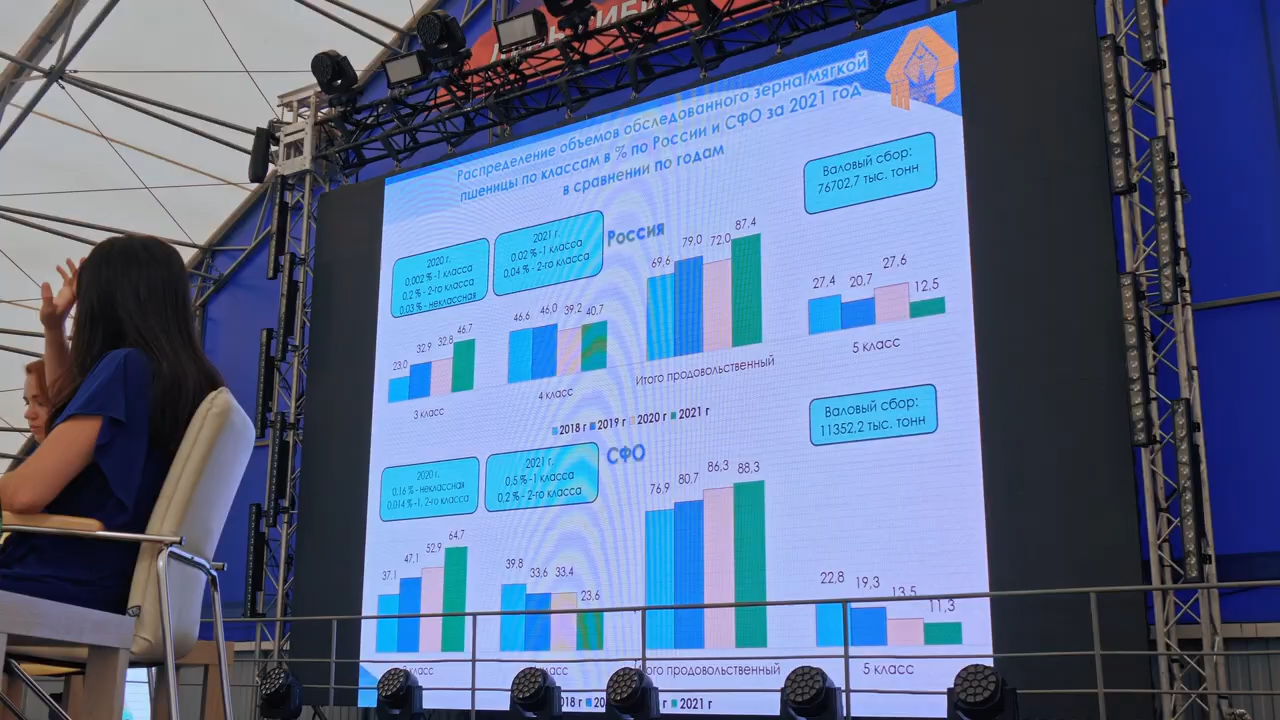 Распределение объемов обследованного зерна мягкой
пшеницы по классам в % по России и СФО за 2021 год
в сравнении по годам
Валовый сбор:
76702,7 тыс. тонн
2020 г.
0,002 % -1 класса
0,2 % - 2-го класса
0,03 % - неклассная
2021 г.
0,02 % -1 класса
0,04 % - 2-го класса
Россия
23,0 32,9 32,8 46,7
46,6 46,0 39,2 40,7
69,6 79,0 72,0 87,4
27,4 20,7 27,6 12,5
3 класс
4 класс
Итого продовольственный
5 класс
2018 г 2019 г 2020 г 2021 г
Валовый сбор:
11352,2 тыс. тонн
2020 г.
0,16 % - неклассная
0,014 % -1, 2-го класса
2021 г.
0,5 % -1 класса
0,2 % - 2-го класса
СФО
37,1 47,1 52,9 64,7
39,8 33,6 33,4 23,6
76,9 80,7 86,3 88,3
22,8 19,3 13,5 11,3
класс
класс
Итого продовольственный
5 класс
2018 г 20 г 2021 г